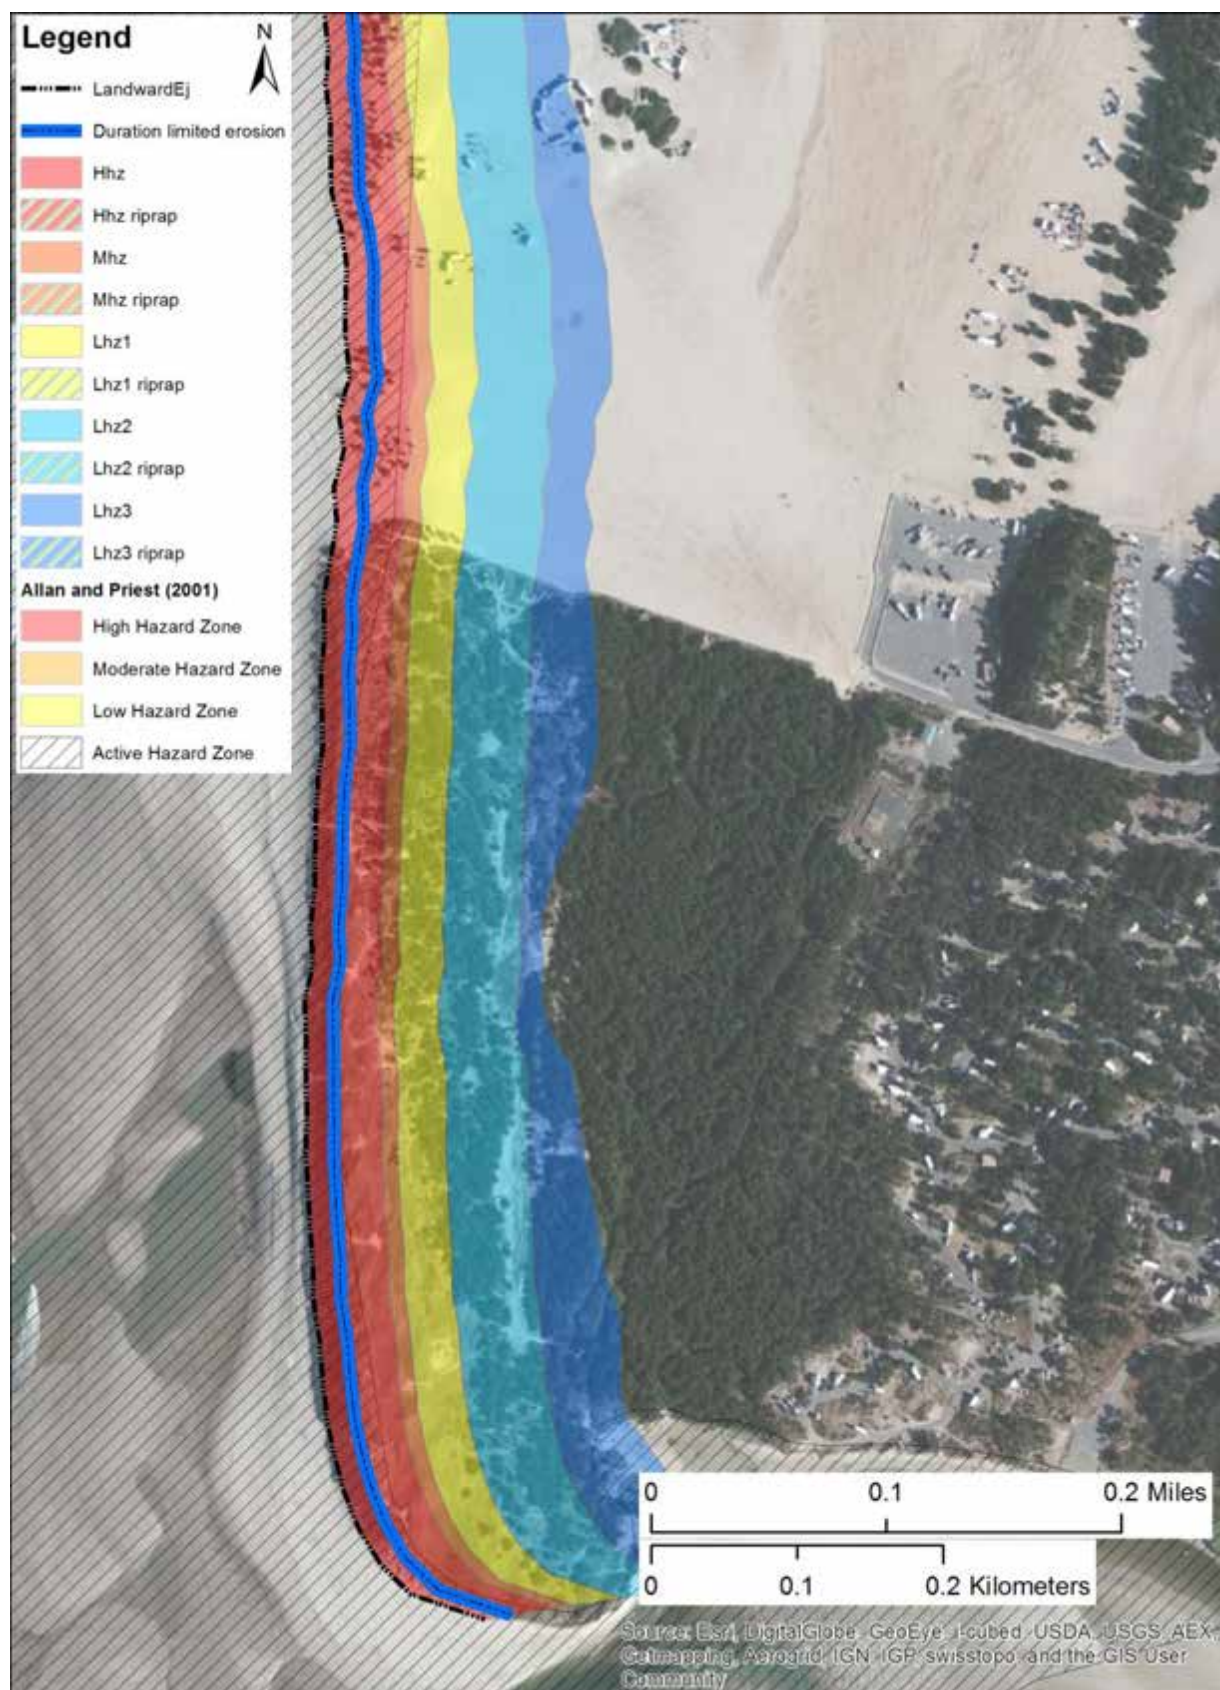 Legend
N
LandwardEj
Duration limited erosion
Hhz
Hhz riprap
Mhz
Mhz riprap
Lhz1
Lhz1 riprap
Lhz2
Lhz2 riprap
Lhz3
Lhz3 riprap
Allan and Priest (2001)
High Hazard Zone
Moderate Hazard Zone
Low Hazard Zone
Active Hazard Zone
0 0.1 0.2 Miles
0 0.1 0.2 Kilometers
Source: Esri, DigitalGlobe, GeoEye, i-cubed, USDA, USGS, AEX,
Getmapping, Aerogrid, IGN, IGP, swisstopo, and the GIS User
Community